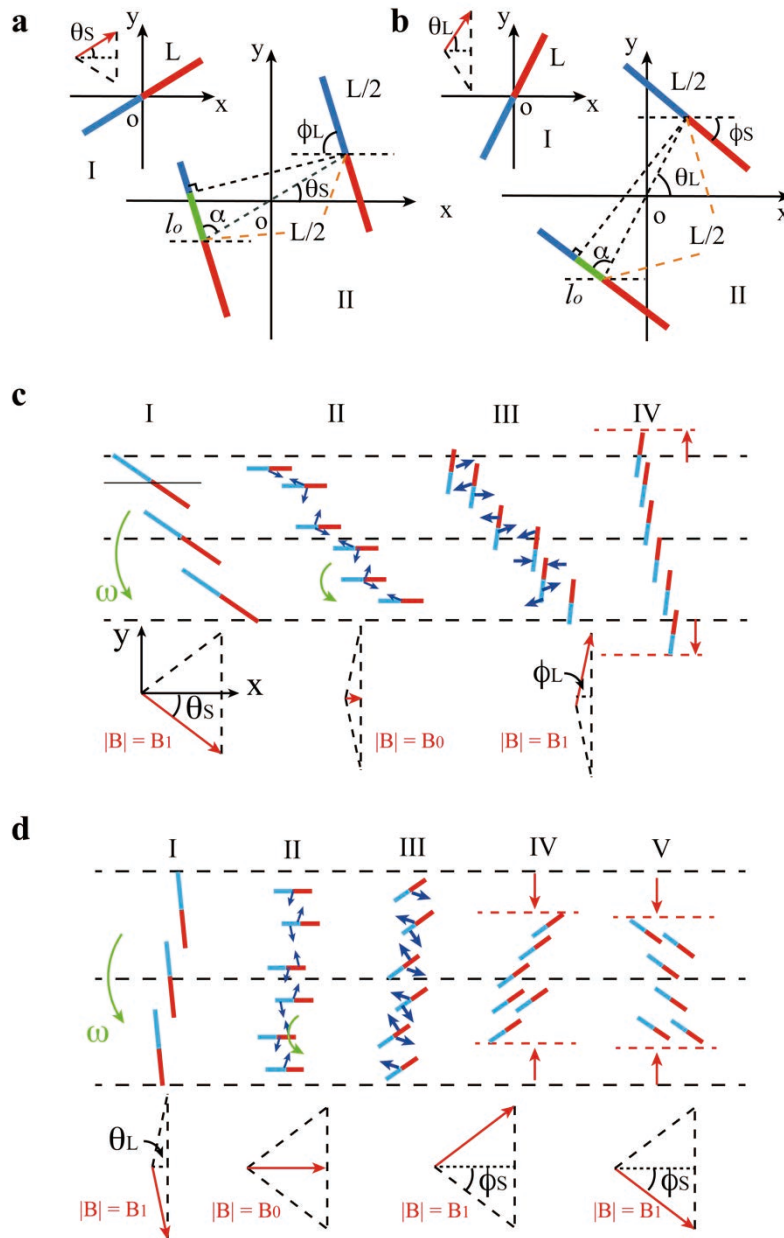 a
θS
y
L
x
o
I
y
L/2
ϕL
θS
o
α
lo
L/2
II
x
b
θL
y
L
x
o
I
y
L/2
ϕS
θL
o
x
L/2
α
lo
II
c
I II III IV
ω
y
x
θS
ϕL
|B| = B1 |B| = B0 |B| = B1
d
I II III IV V
ω
θL
ϕS
ϕS
|B| = B1 |B| = B0 |B| = B1 |B| = B1